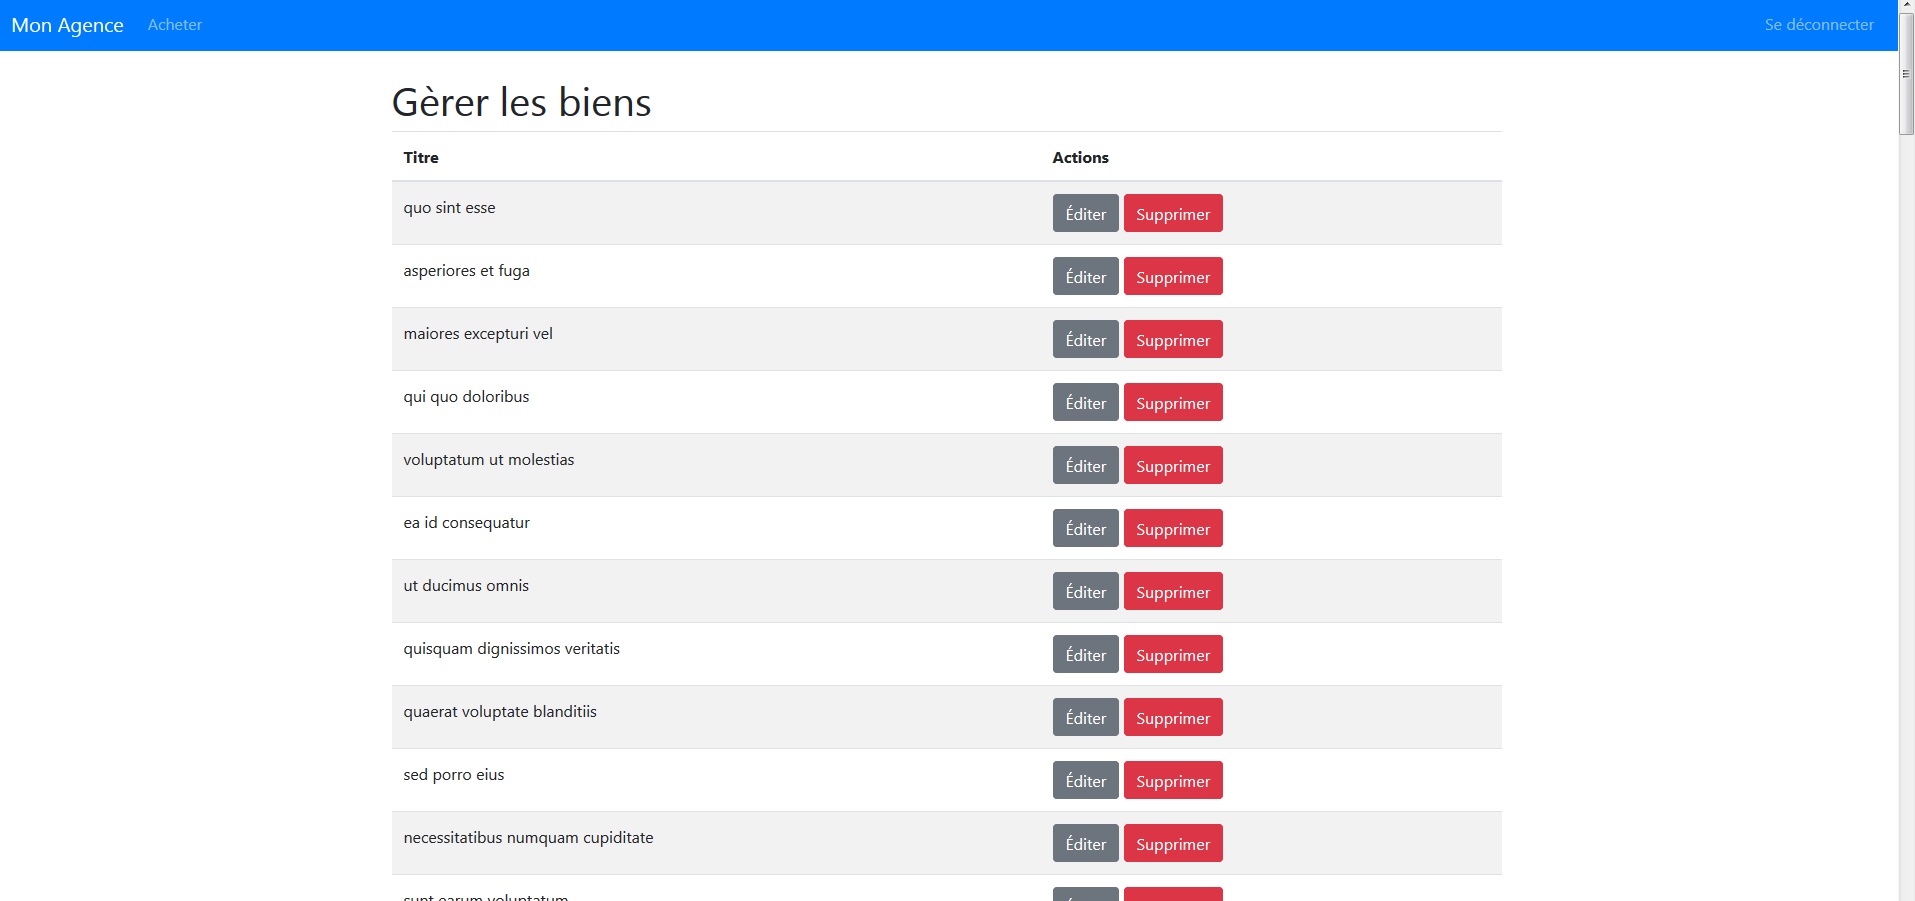 Mon Agence Acheter Se déconnecter
Gèrer les biens
Titre Actions
quo sint esse Éditer Supprimer
asperiores et fuga Éditer Supprimer
maiores excepturi vel Éditer Supprimer
qui quo doloribus Éditer Supprimer
voluptatum ut molestias Éditer Supprimer
ea id consequatur Éditer Supprimer
ut ducimus omnis Éditer Supprimer
quisquam dignissimos veritatis Éditer Supprimer
quaerat voluptate blanditiis Éditer Supprimer
sed porro eius Éditer Supprimer
necessitatibus numquam cupiditate Éditer Supprimer
sunt earum voluptatum